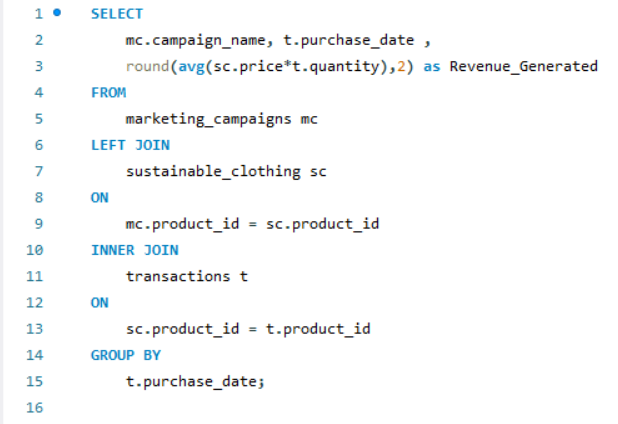 1 SELECT
2 mc.campaign_name, t.purchase_date ,
3 round(avg(sc.price*t.quantity),2) as Revenue_Generated
4 FROM
5 marketing_campaigns mc
6 LEFT JOIN
7 sustainable_clothing sc
8 ON
9 mc.product_id = sc.product_id
10 INNER JOIN
11 transactions t
12 ON
13 sc.product_id = t.product_id
14 GROUP BY
15 t.purchase_date;
16